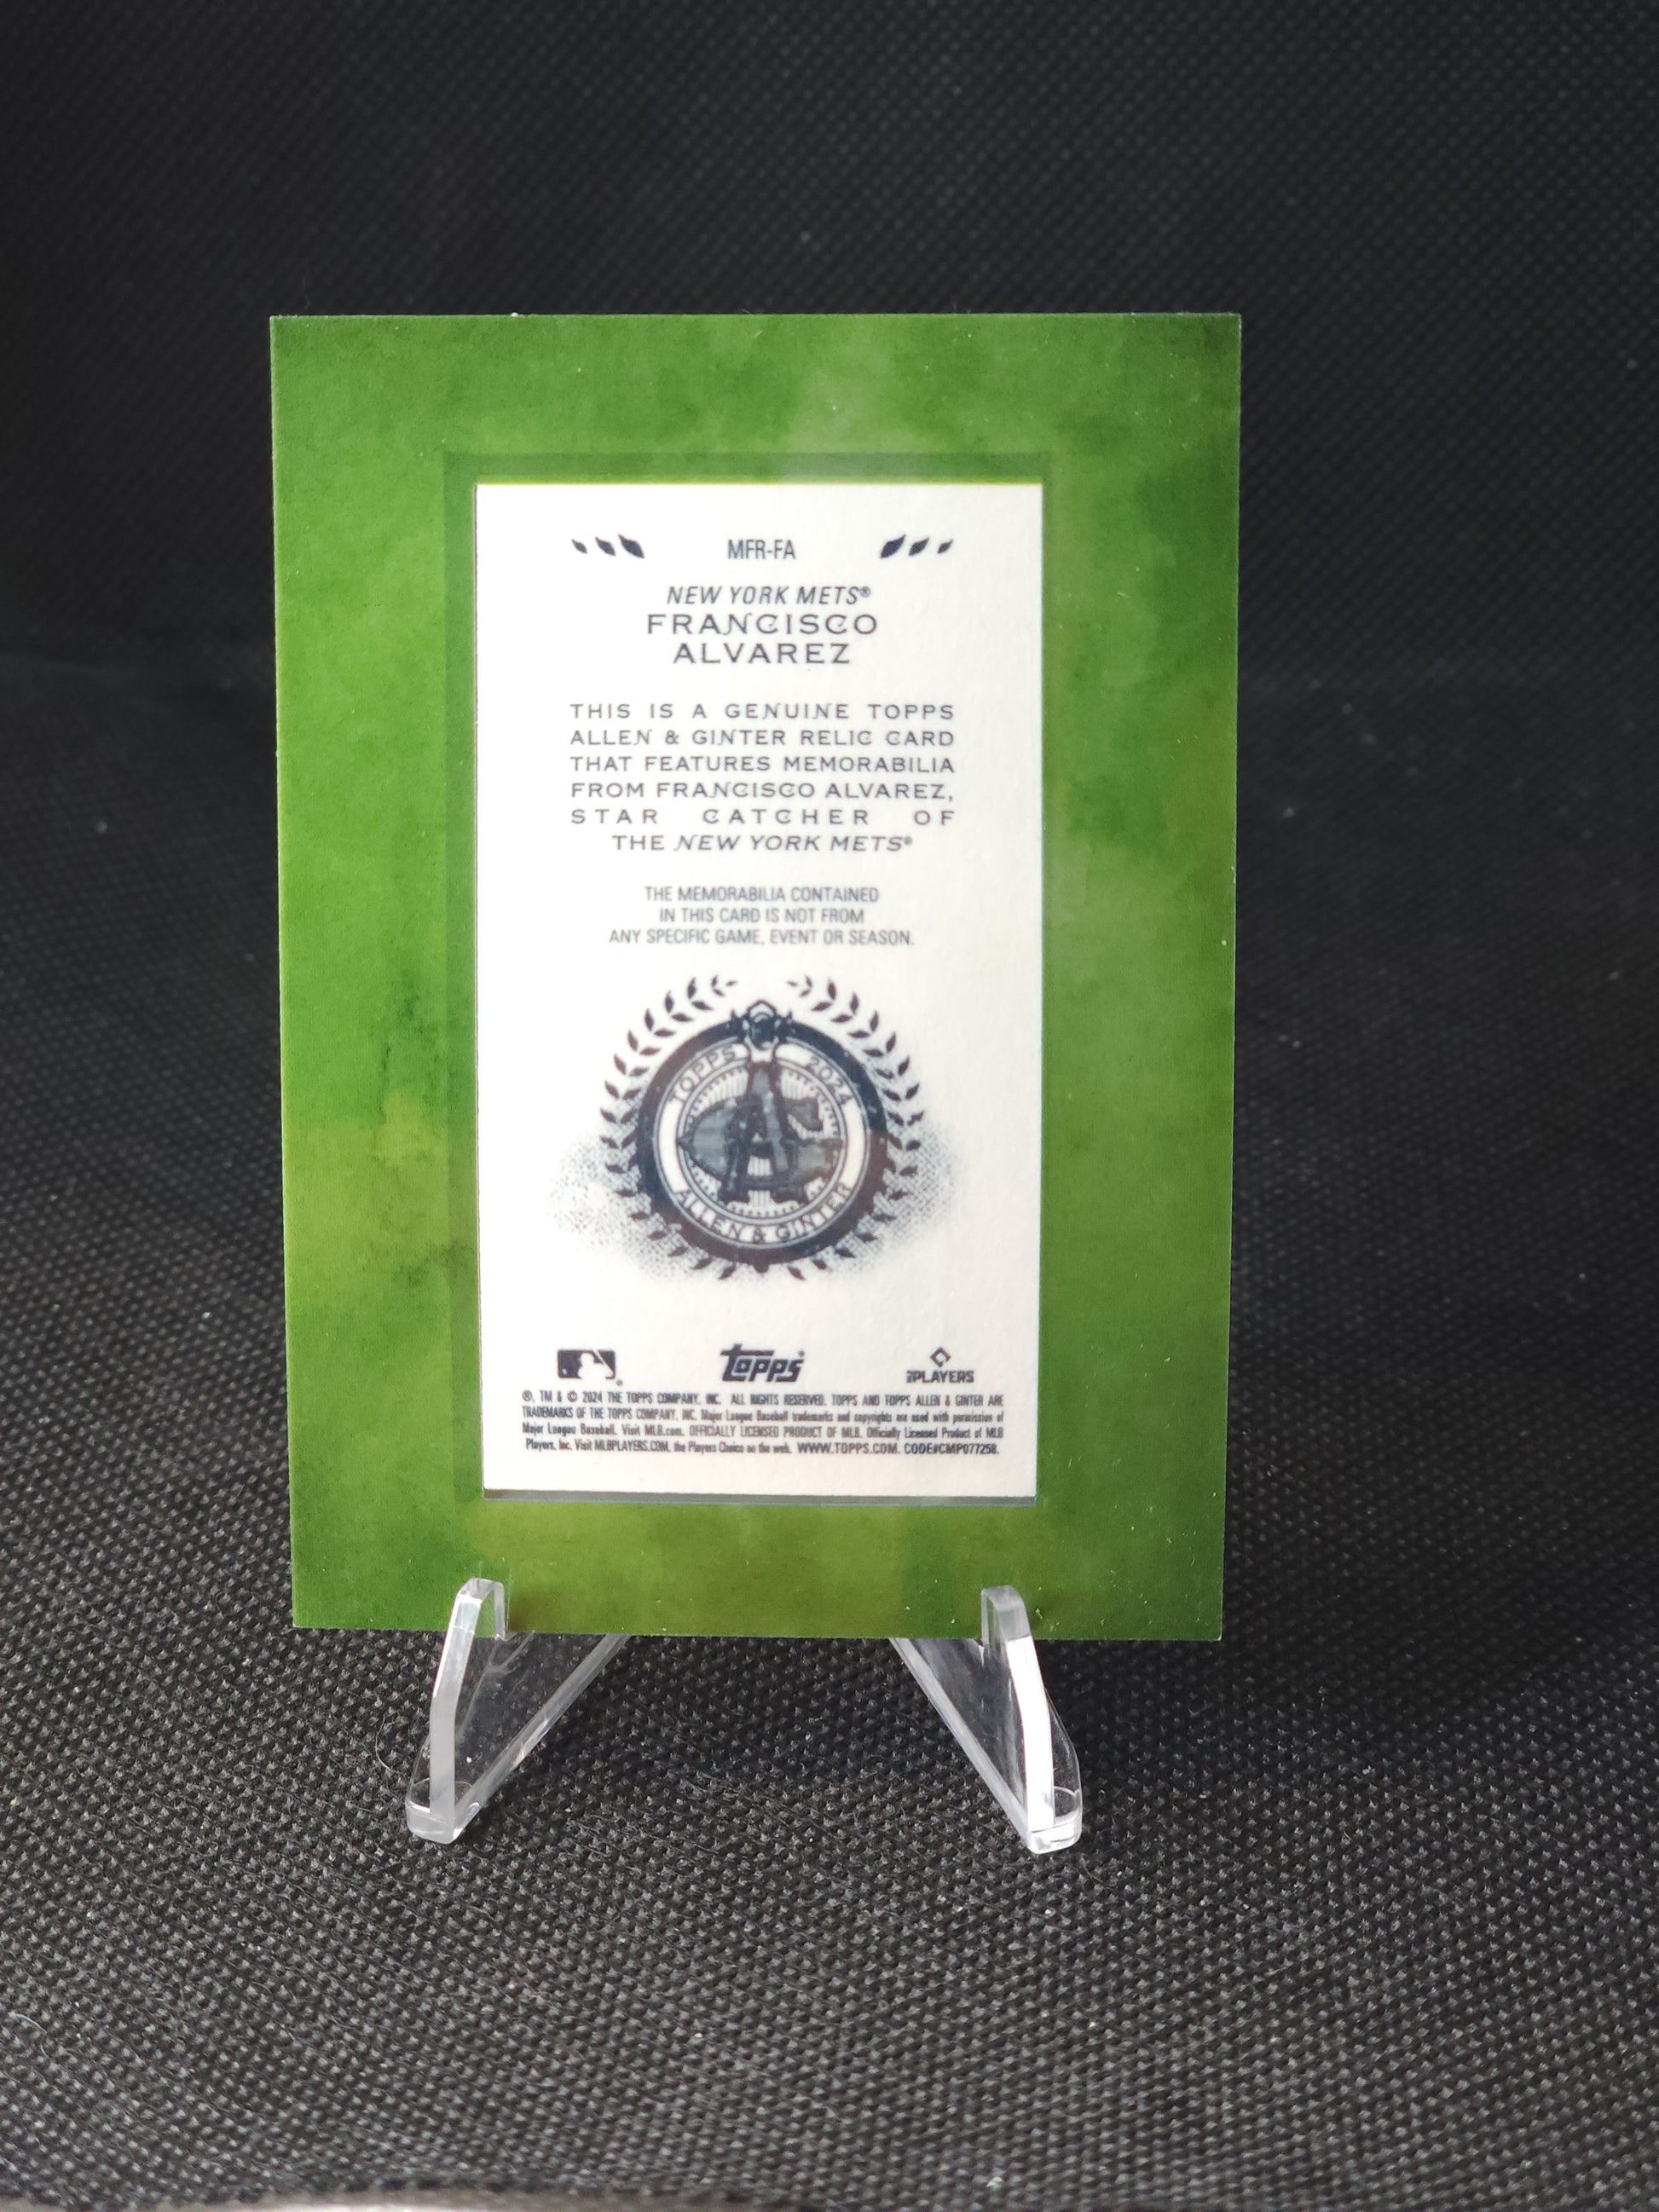 MFR-FA
NEW YORK METS®
FRANCISCO
ALVAREZ
THIS IS A GENUINE TOPPS
ALLEN & GINTER RELIC CARD
THAT FEATURES MEMORABILIA
FROM FRANCISCO ALVAREZ,
STAR CATCHER OF
THE NEW YORK METS®
THE MEMORABILIA CONTAINED
IN THIS CARD IS NOT FROM
ANY SPECIFIC GAME, EVENT OR SEASON.
TOPPS 2024
ALLEN & GINTER
topps
PLAYERS
®, TM & © 2024 THE TOPPS COMPANY, INC. ALL RIGHTS RESERVED. TOPPS AND TOPPS ALLEN & GINTER ARE
TRADEMARKS OF THE TOPPS COMPANY, INC. Major League Baseball trademarks and copyrights are used with permission of
Major League Baseball. Visit MLB.com. OFFICIALLY LICENSED PRODUCT OF MLB. Officially Licensed Product of MLB
Players, Inc. Visit MLBPLAYERS.COM, the Players Choice on the web. WWW.TOPPS.COM. CODE#CMP077258.